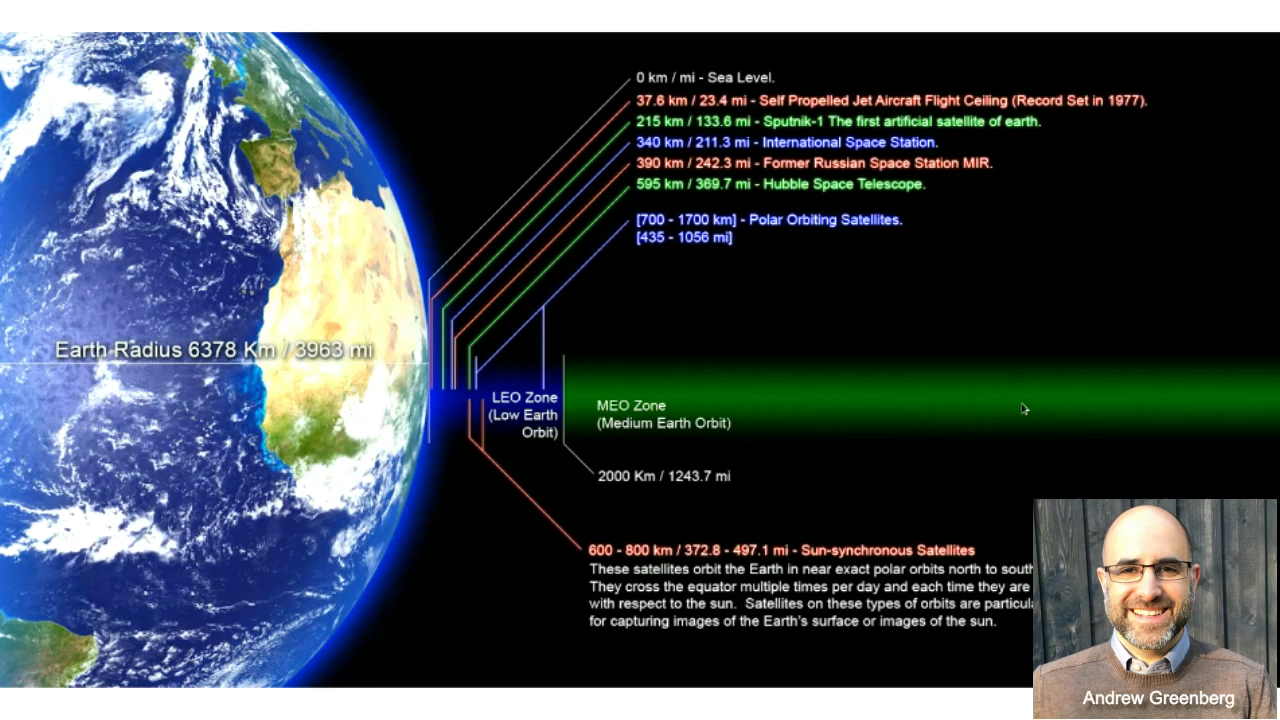 0 km / mi - Sea Level.
37.6 km / 23.4 mi - Self Propelled Jet Aircraft Flight Ceiling (Record Set in 1977).
215 km / 133.6 mi - Sputnik-1 The first artificial satellite of earth.
340 km / 211.3 mi - International Space Station.
390 km / 242.3 mi - Former Russian Space Station MIR.
595 km / 369.7 mi - Hubble Space Telescope.
[700 - 1700 km] - Polar Orbiting Satellites.
[435 - 1056 mi]
Earth Radius 6378 Km / 3963 mi
LEO Zone
(Low Earth
Orbit)
MEO Zone
(Medium Earth Orbit)
2000 Km / 1243.7 mi
600 - 800 km / 372.8 - 497.1 mi - Sun-synchronous Satellites
These satellites orbit the Earth in near exact polar orbits north to south
They cross the equator multiple times per day and each time they are
with respect to the sun. Satellites on these types of orbits are
for capturing images of the Earth's surface or images of the sun.
Andrew Greenberg